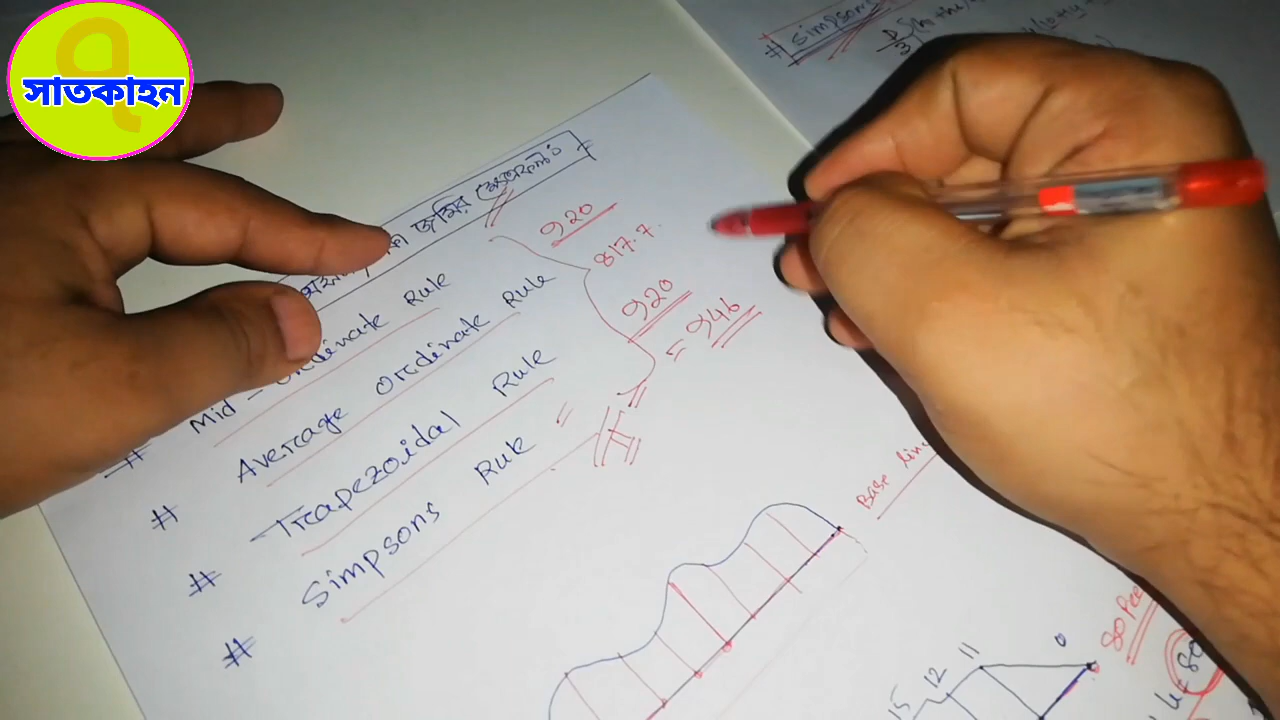 সাতকাহন
# Simpsons
জমির ক্ষেত্রফলঃ
# Mid - ordinate Rule
920
# Average ordinate Rule
817.7
# Trapezoidal Rule
920
# Simpsons Rule =
= 946
Base line
15 12 11 0
80